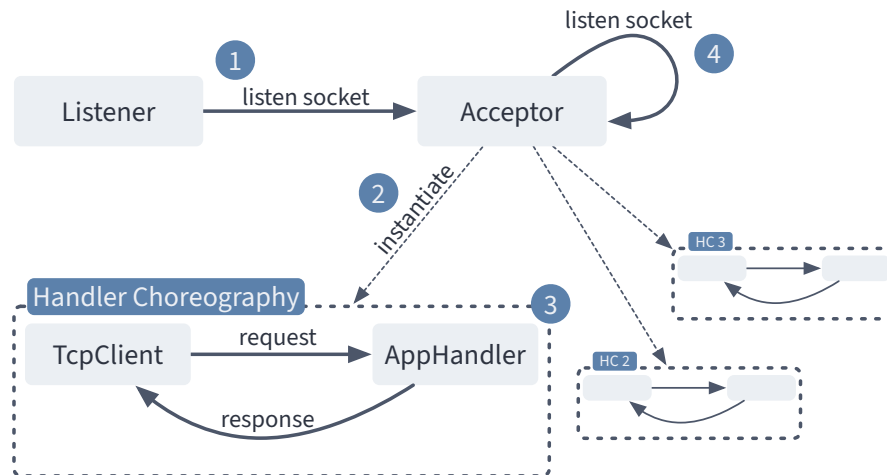 listen socket
1
4
listen socket
Listener
Acceptor
2
instantiate
HC 3
Handler Choreography
3
request
TcpClient
AppHandler
HC 2
response